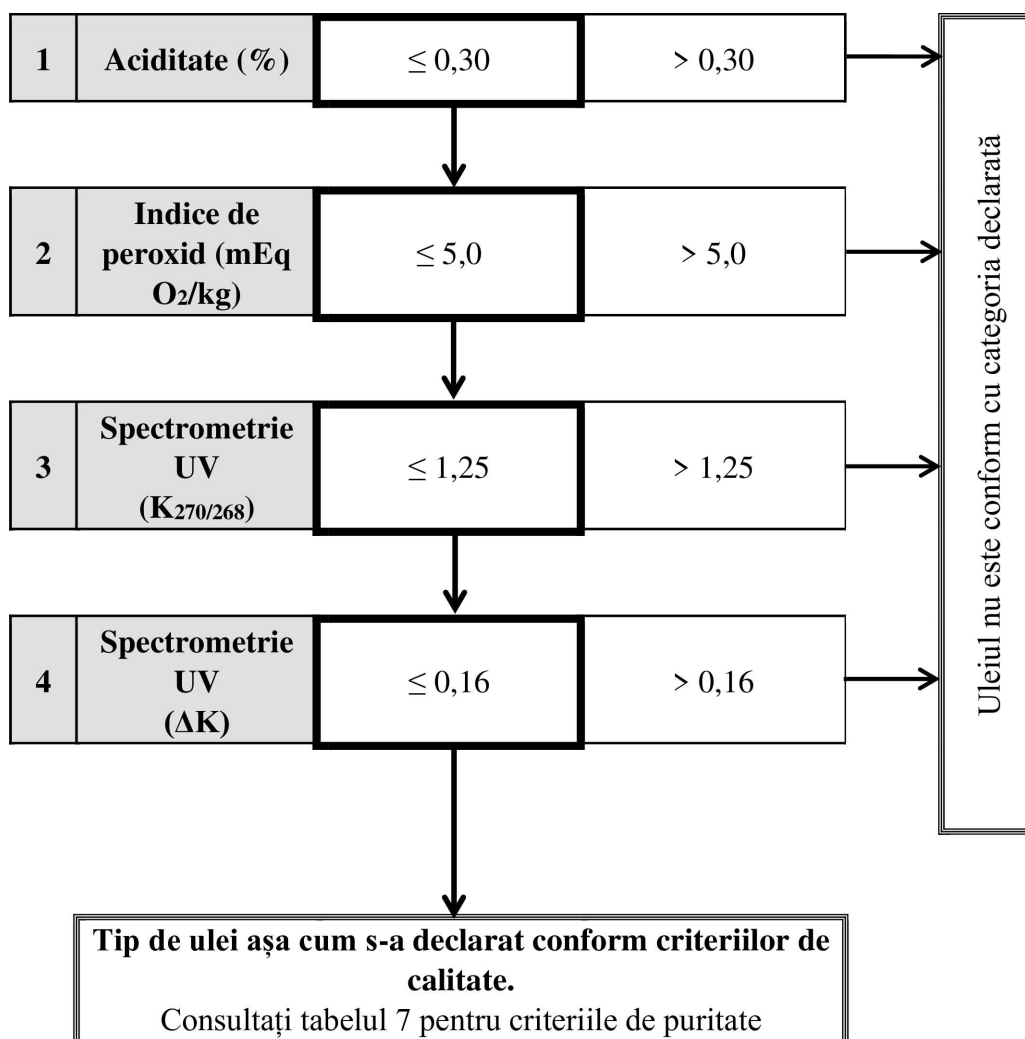 1 Aciditate (%) ≤ 0,30 > 0,30
2 Indice de peroxid (mEq O₂/kg) ≤ 5,0 > 5,0
3 Spectrometrie UV (K₂₇₀/₂₆₈) ≤ 1,25 > 1,25
4 Spectrometrie UV (ΔK) ≤ 0,16 > 0,16
Uleiul nu este conform cu categoria declarată
Tip de ulei așa cum s-a declarat conform criteriilor de
calitate.
Consultați tabelul 7 pentru criteriile de puritate